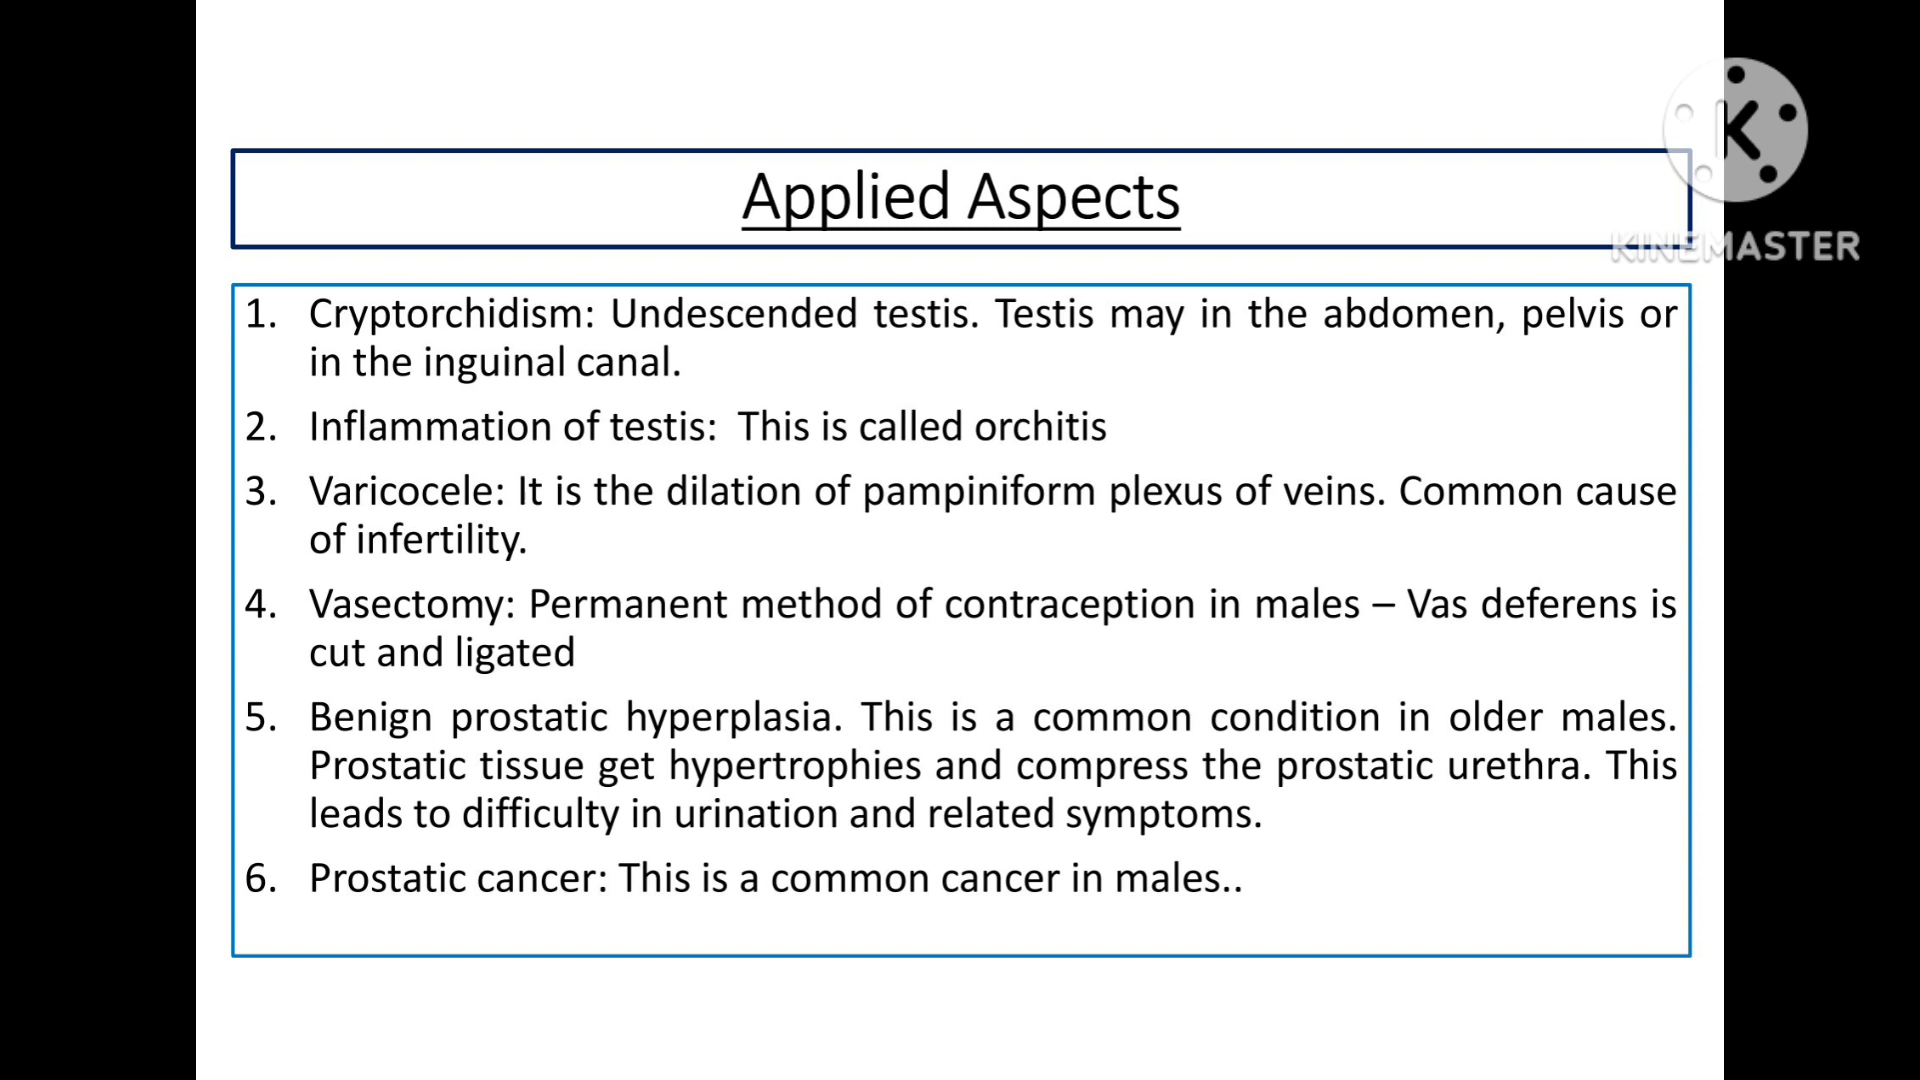 Applied Aspects
K
KINEMASTER
1. Cryptorchidism: Undescended testis. Testis may in the abdomen, pelvis or
in the inguinal canal.
2. Inflammation of testis: This is called orchitis
3. Varicocele: It is the dilation of pampiniform plexus of veins. Common cause
of infertility.
4. Vasectomy: Permanent method of contraception in males – Vas deferens is
cut and ligated
5. Benign prostatic hyperplasia. This is a common condition in older males.
Prostatic tissue get hypertrophies and compress the prostatic urethra. This
leads to difficulty in urination and related symptoms.
6. Prostatic cancer: This is a common cancer in males..